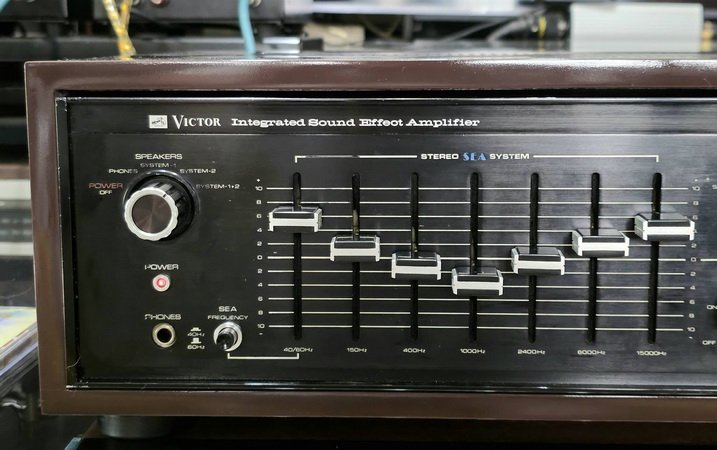 VICTOR Integrated Sound Effect Amplifier
SPEAKERS
SYSTEM-1
PHONES
SYSTEM-2
POWER
OFF
SYSTEM-1+2
STEREO SEA SYSTEM
+
10
8
6
4
2
0
2
4
6
8
10
10
8
6
4
2
0
2
4
6
8
10
POWER
PHONES
40Hz
60Hz
SEA
FREQUENCY
40/60Hz
150Hz
400Hz
1000Hz
2400Hz
6000Hz
15000Hz
ON
OFF